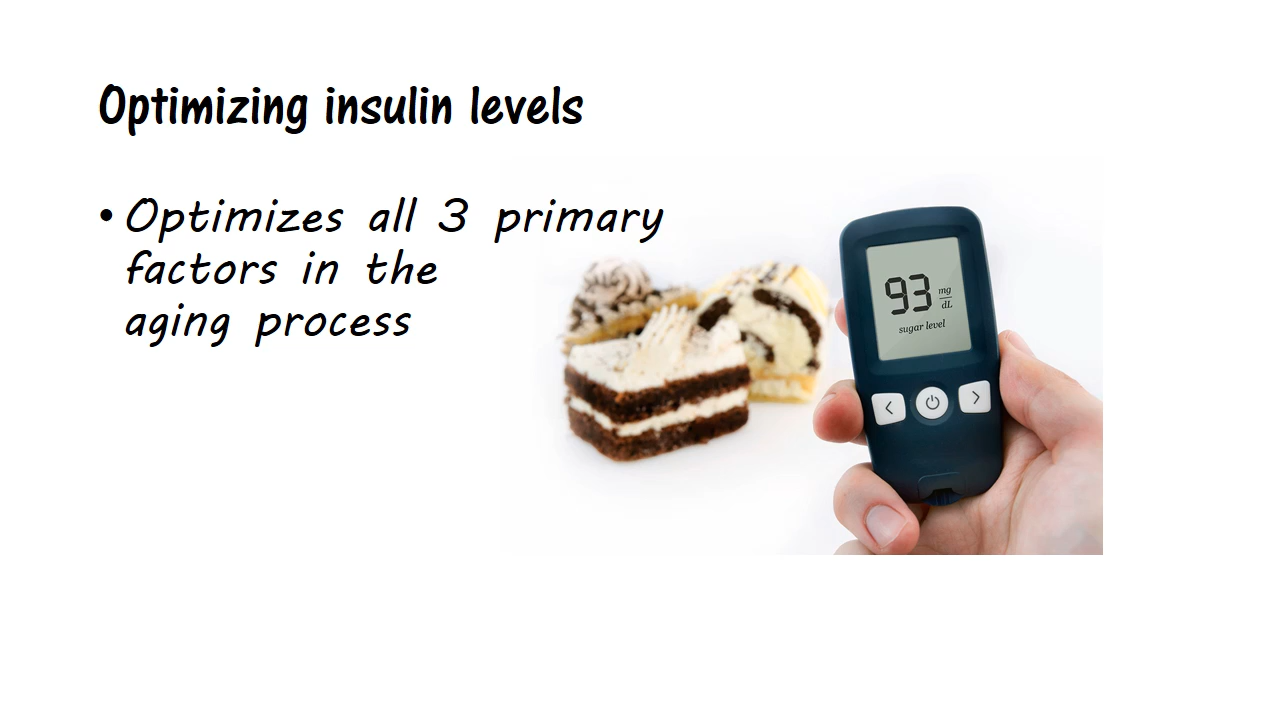 Optimizing insulin levels
• Optimizes all 3 primary
factors in the
aging process
93 mg
dL
sugar level